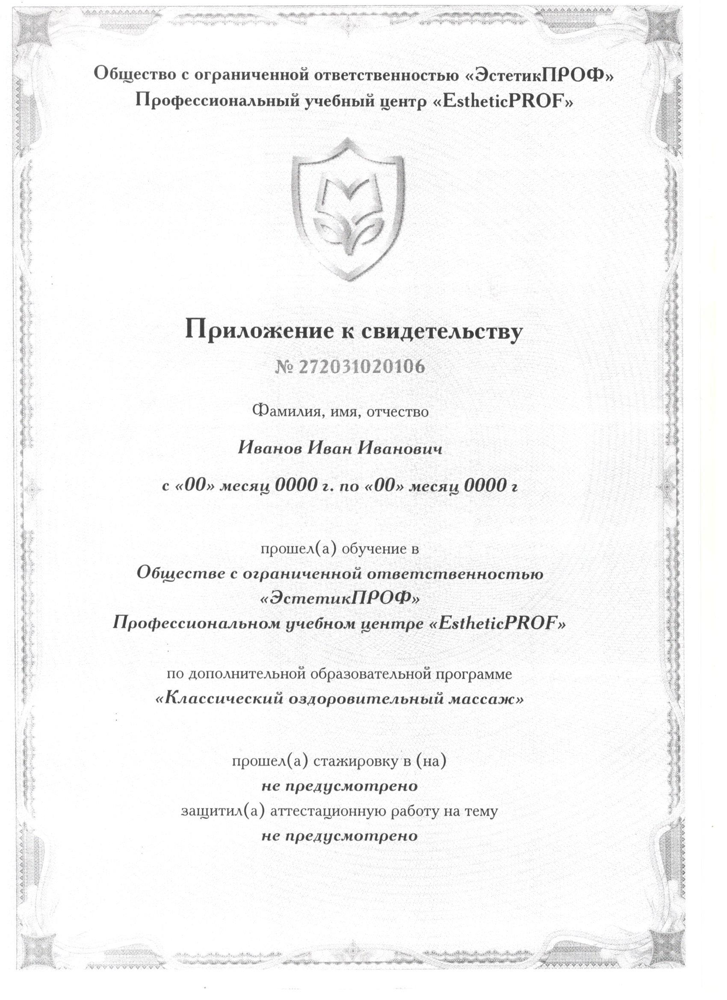 Общество с ограниченной ответственностью «ЭстетикПРОФ»
Профессиональный учебный центр «EstheticPROF»
Приложение к свидетельству
№ 272031020106
Фамилия, имя, отчество
Иванов Иван Иванович
с «00» месяц 0000 г. по «00» месяц 0000 г
прошел(а) обучение в
Обществе с ограниченной ответственностью
«ЭстетикПРОФ»
Профессиональном учебном центре «EstheticPROF»
по дополнительной образовательной программе
«Классический оздоровительный массаж»
прошел(а) стажировку в (на)
не предусмотрено
защитил(а) аттестационную работу на тему
не предусмотрено